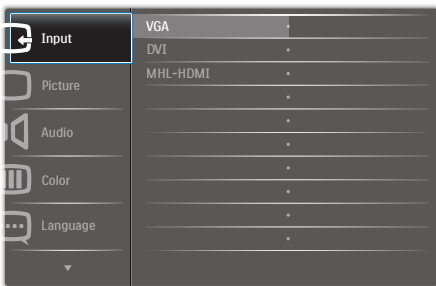 Input
Picture
Audio
Color
Language
VGA
DVI
MHL-HDMI